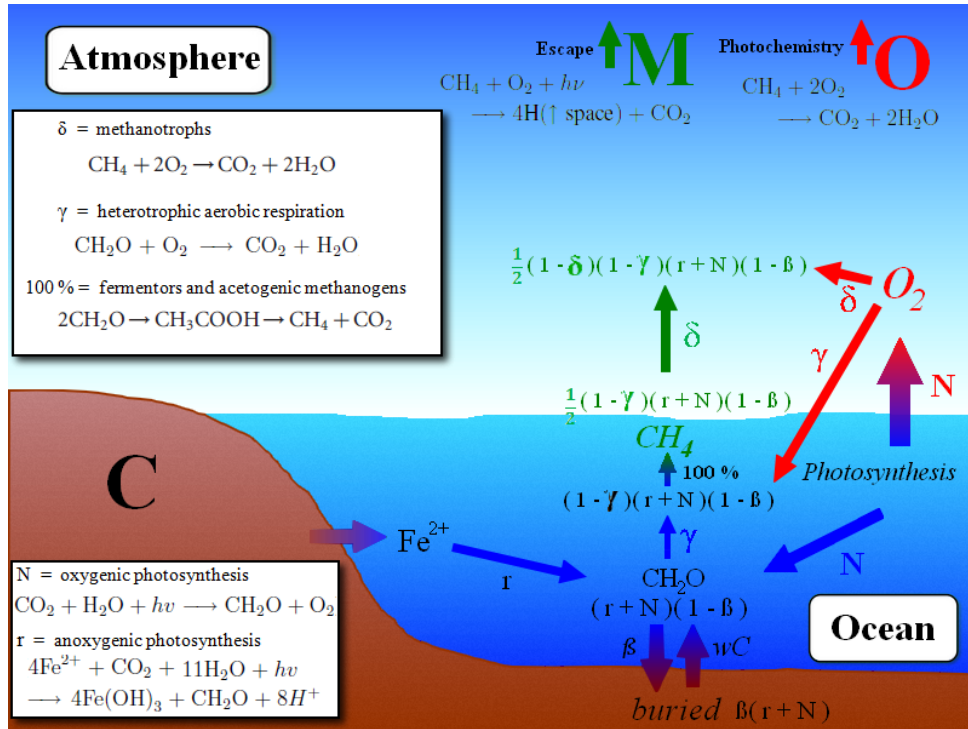 Atmosphere
Escape M
CH₄ + O₂ + hν
⟶ 4H(↑ space) + CO₂
Photochemistry O
CH₄ + 2O₂
⟶ CO₂ + 2H₂O
δ = methanotrophs
CH₄ + 2O₂ → CO₂ + 2H₂O
γ = heterotrophic aerobic respiration
CH₂O + O₂ ⟶ CO₂ + H₂O
100 % = fermentors and acetogenic methanogens
2CH₂O → CH₃COOH → CH₄ + CO₂
½(1-δ)(1-γ)(r+N)(1-ß)
δ
O₂
δ
γ
N
½(1-γ)(r+N)(1-ß)
CH₄
100 %
Photosynthesis
(1-γ)(r+N)(1-ß)
C
Fe²⁺
r
γ
N
CH₂O
(r+N)(1-ß)
ß
wC
buried ß(r+N)
N = oxygenic photosynthesis
CO₂ + H₂O + hν ⟶ CH₂O + O₂
r = anoxygenic photosynthesis
4Fe²⁺ + CO₂ + 11H₂O + hν
⟶ 4Fe(OH)₃ + CH₂O + 8H⁺
Ocean